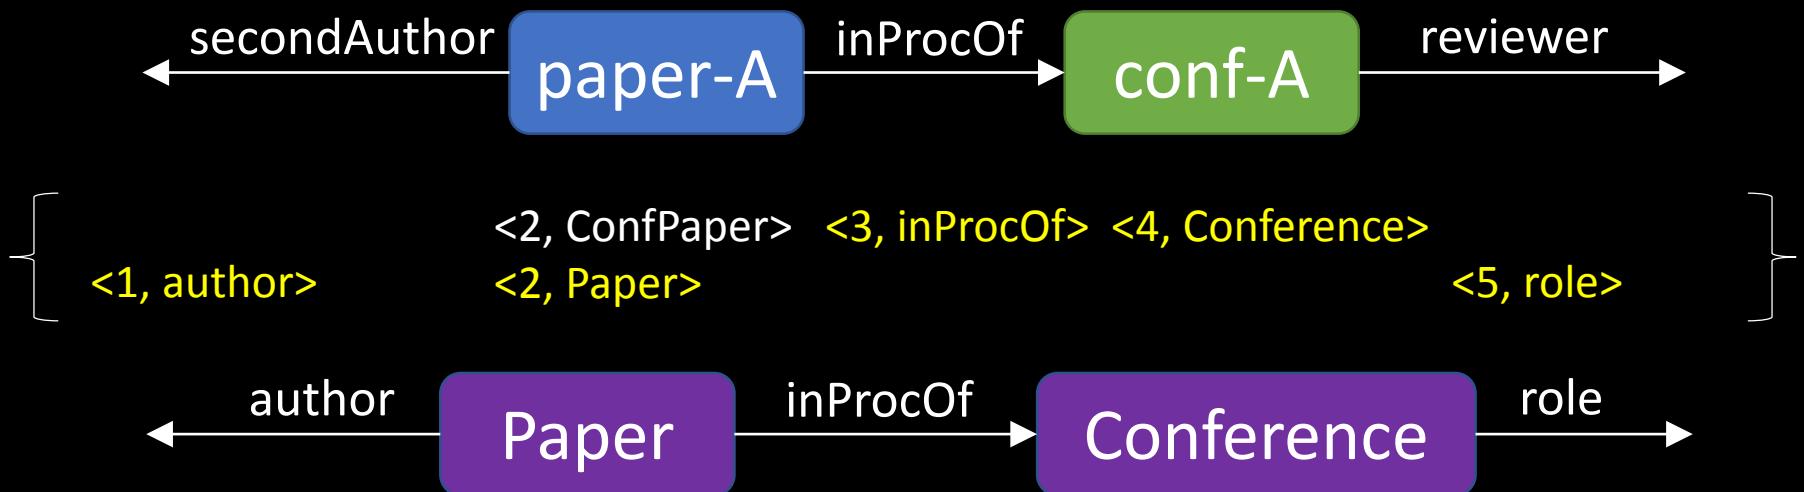 secondAuthor paper-A inProcOf conf-A reviewer
<2, ConfPaper> <3, inProcOf> <4, Conference>
<1, author> <2, Paper> <5, role>
author Paper inProcOf Conference role